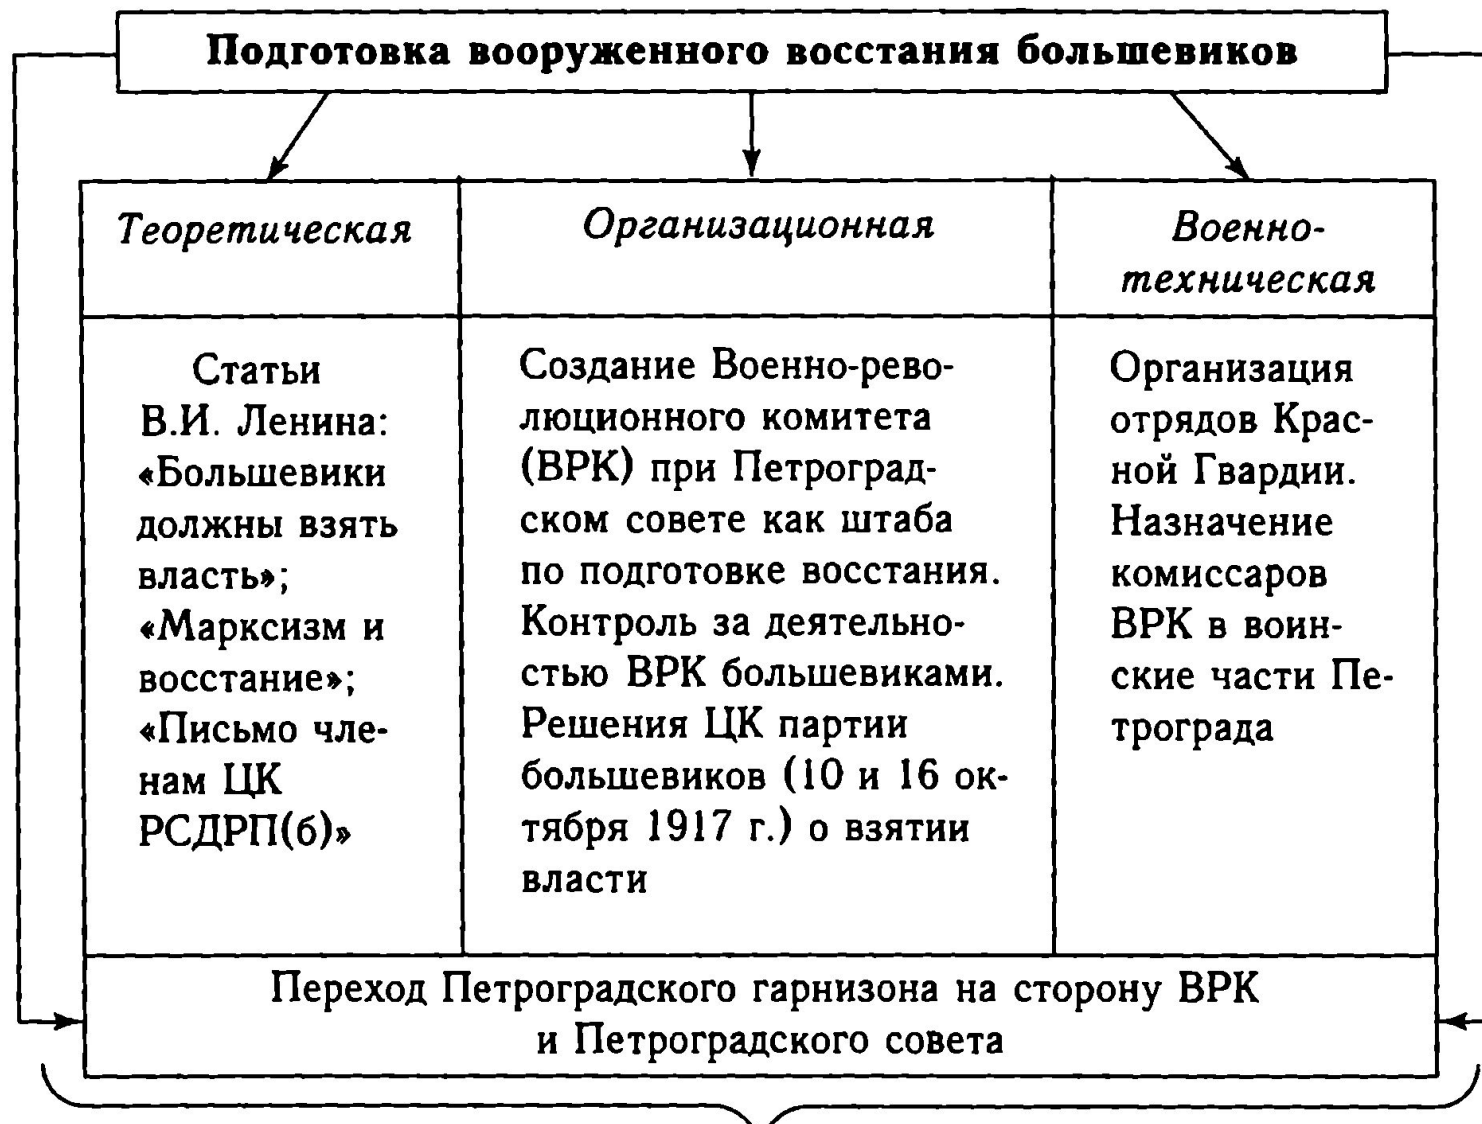 Подготовка вооруженного восстания большевиков
Теоретическая
Организационная
Военно-
техническая
Статьи
В.И. Ленина:
«Большевики
должны взять
власть»;
«Марксизм и
восстание»;
«Письмо чле-
нам ЦК
РСДРП(б)»
Создание Военно-рево-
люционного комитета
(ВРК) при Петроград-
ском совете как штаба
по подготовке восстания.
Контроль за деятельно-
стью ВРК большевиками.
Решения ЦК партии
большевиков (10 и 16 ок-
тября 1917 г.) о взятии
власти
Организация
отрядов Крас-
ной Гвардии.
Назначение
комиссаров
ВРК в воин-
ские части Пе-
трограда
Переход Петроградского гарнизона на сторону ВРК
и Петроградского совета